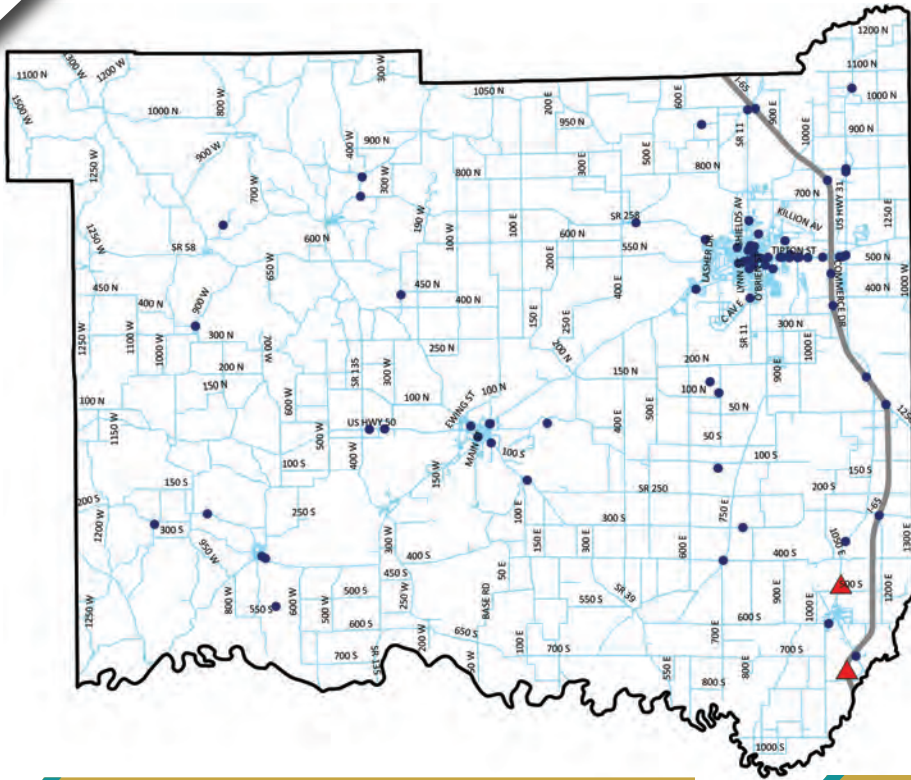 1200 N
1300 W
1200 W
300 W
1100 N
1100 N
I-65
1500 W
800 W
1050 N
600 E
1000 N
1000 N
200 E
900 E
950 N
SR 11
1000 E
900 N
400 W
900 N
900 W
500 E
300 E
1250 W
800 N
800 N
300 W
700 W
700 N
US HWY 31
190 W
1250 E
SR 258
SHIELDS AV
KILLION AV
100 E
600 N
600 N
1250 W
100 W
SR 58
550 N
TIPTON ST
LASHER DR
650 W
200 E
500 N
O'BRIEN
LYNN
COMMERCE DR
450 N
450 N
400 E
400 N
1000 W
400 N
400 N
900 W
C AV E
150 E
250 E
300 N
1250 W
1100 W
1000 W
300 N
SR 11
1000 E
700 W
250 N
200 N
200 N
200 N
SR 135
300 W
150 N
150 N
900 E
100 N
100 N
600 W
100 N
100 N
EWING ST
50 N
US HWY 50
400 E
500 E
1150 W
500 W
MAIN
50 S
400 W
100 S
100 S
100 S
150 W
150 S
150 S
SR 250
200 S
200 S
250 S
100 E
750 E
I-65
1200 W
300 S
300 S
300 W
150 E
1050 E
1300 E
950 W
600 E
400 S
400 S
450 S
50 E
500 S
500 S
800 W
600 W
500 W
250 W
BASE RD
SR 39
900 E
1000 E
1200 E
1250 W
550 S
550 S
600 S
600 S
650 S
200 W
100 E
700 E
700 S
700 S
700 S
SR 135
550 E
800 E
800 S
1000 S